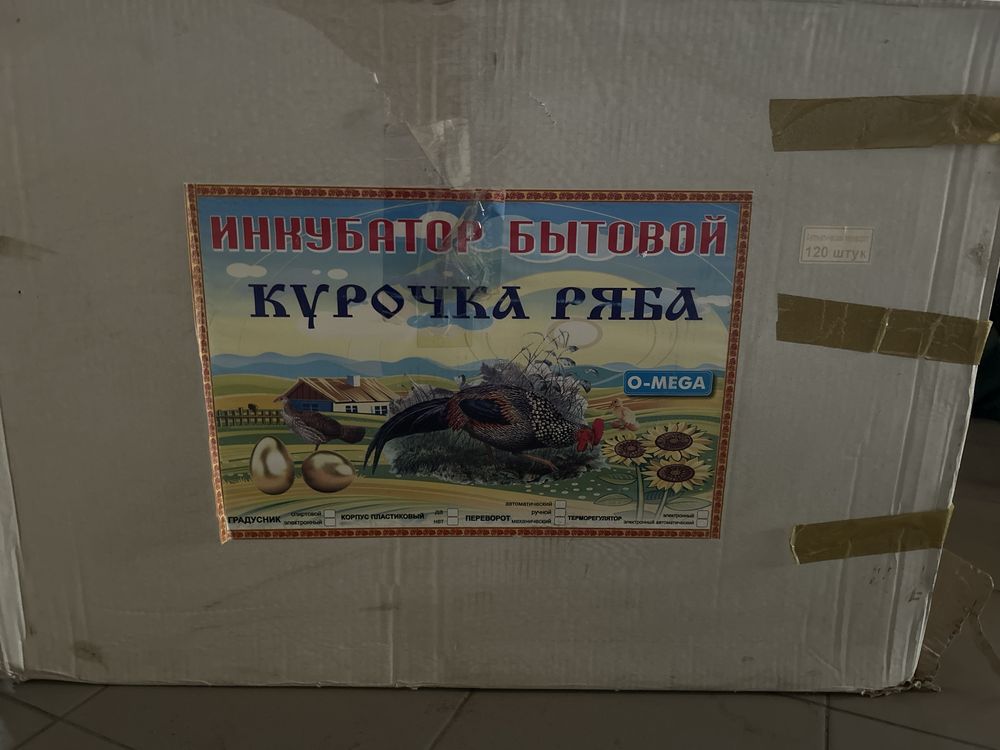 ИНКУБАТОР БЫТОВОЙ
КУРОЧКА РЯБА
O-MEGA
120 штук
ГРАДУСНИК
спиртовой
электронный
КОРПУС ПЛАСТИКОВЫЙ
да
нет
ПЕРЕВОРОТ
автоматический
ручной
механический
ТЕРМОРЕГУЛЯТОР
электронный
электронный автоматический